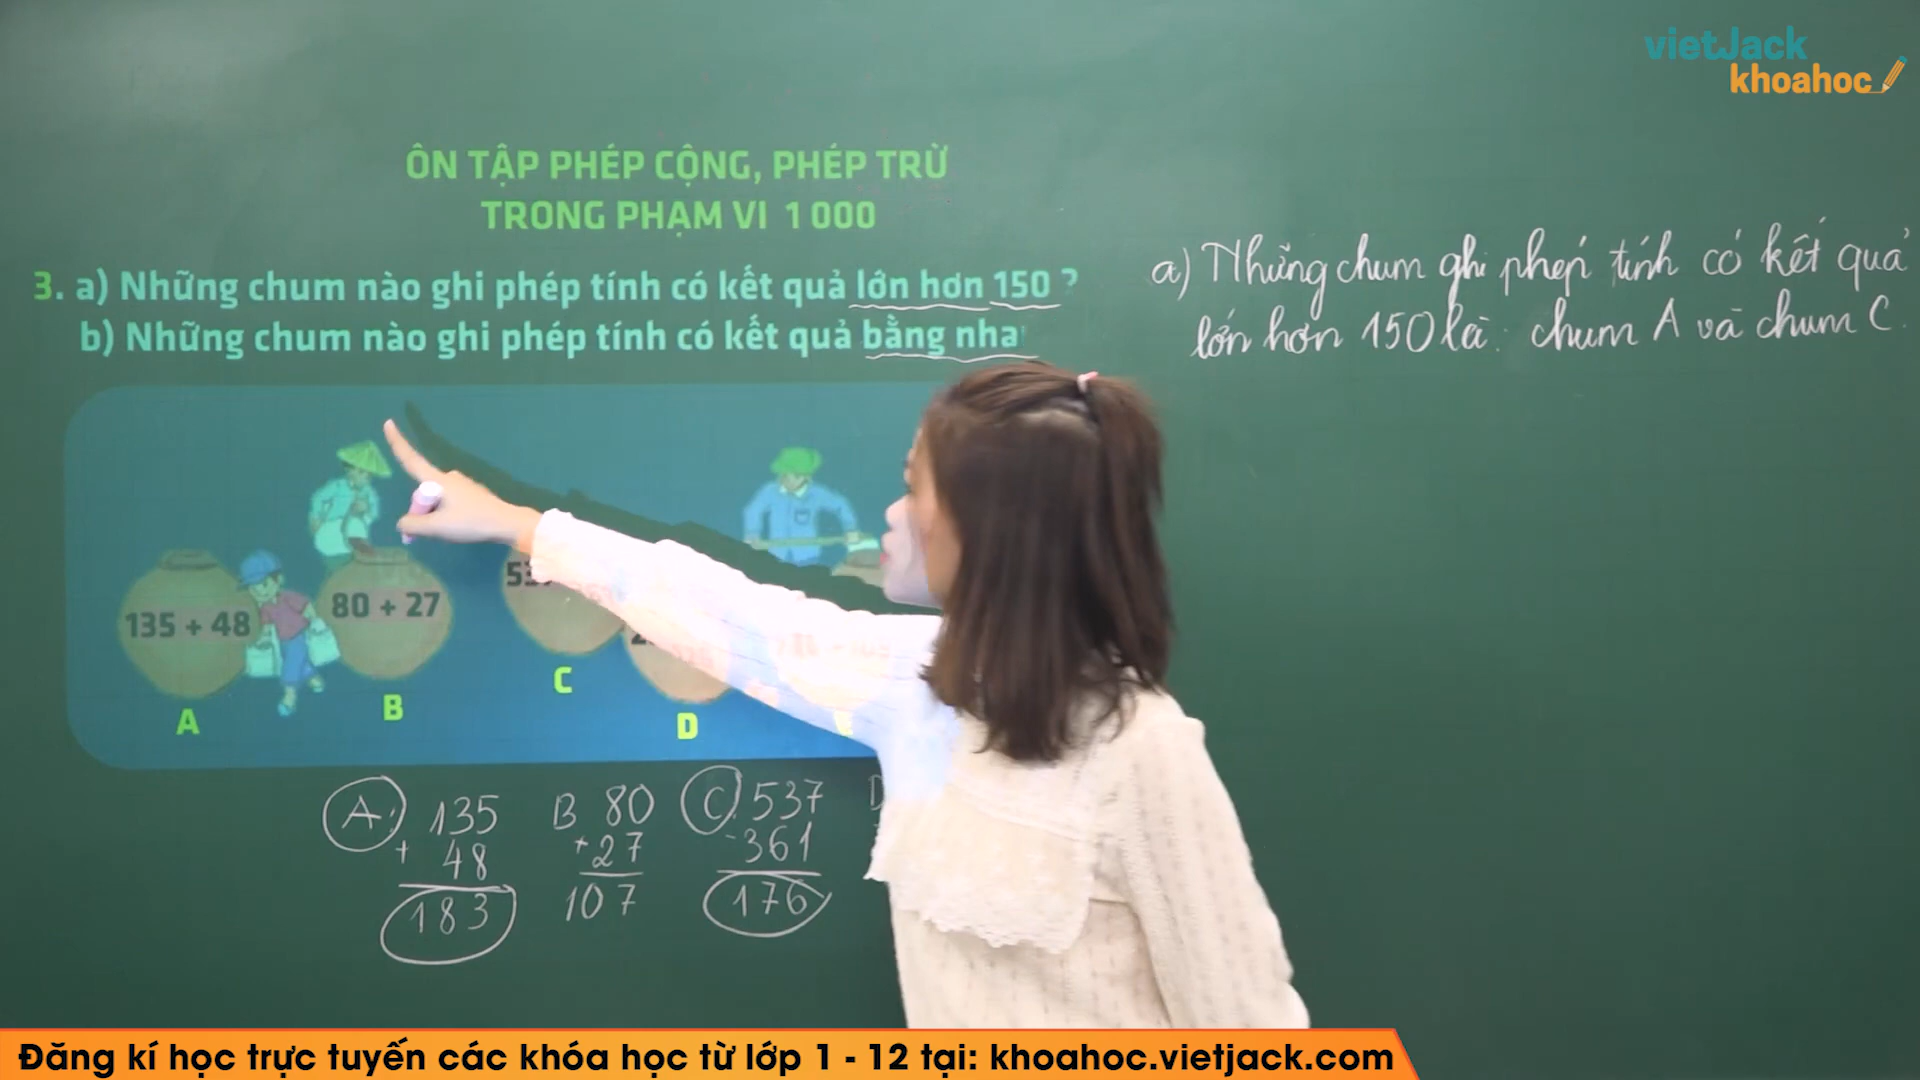 vietJack
khoahoc
ÔN TẬP PHÉP CỘNG, PHÉP TRỪ
TRONG PHẠM VI 1 000
3. a) Những chum nào ghi phép tính có kết quả lớn hơn 150 ?
b) Những chum nào ghi phép tính có kết quả bằng nha
a) Những chum ghi phép tính có kết quả
lớn hơn 150 là: chum A và chum C.
135 + 48
80 + 27
A
B
C
D
A: 135
+ 48
183
B 80
+ 27
107
C. 537
- 361
176
Đăng kí học trực tuyến các khóa học từ lớp 1 - 12 tại: khoahoc.vietjack.com